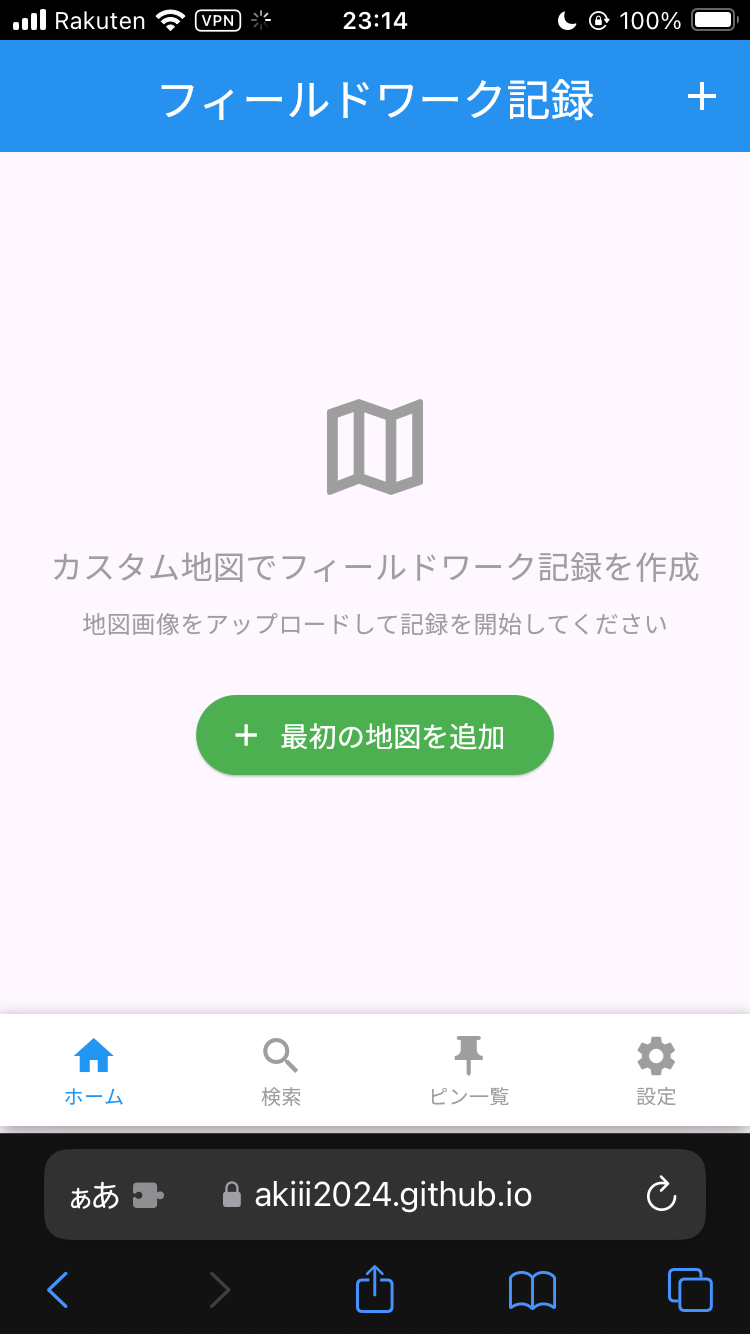 Rakuten VPN 23:14 100%
フィールドワーク記録 +
カスタム地図でフィールドワーク記録を作成
地図画像をアップロードして記録を開始してください
+ 最初の地図を追加
ホーム 検索 ピン一覧 設定
ぁあ akiii2024.github.io